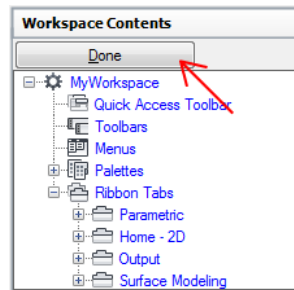 Workspace Contents
Done
MyWorkspace
Quick Access Toolbar
Toolbars
Menus
Palettes
Ribbon Tabs
Parametric
Home - 2D
Output
Surface Modeling